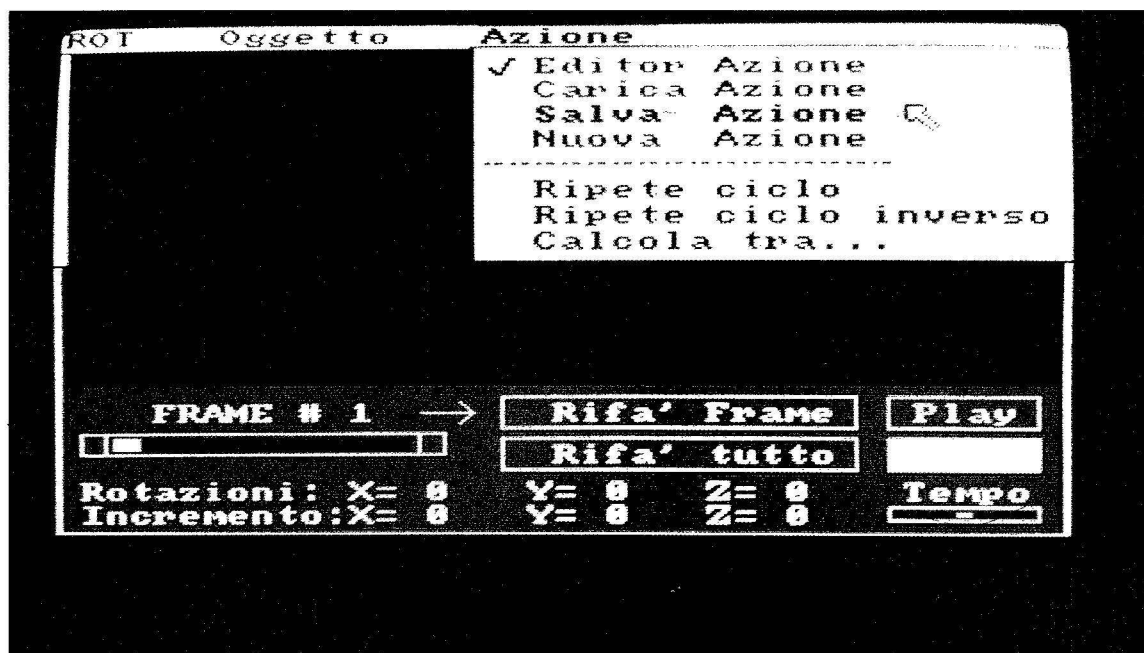 ROT Oggetto Azione
✓ Editor Azione
Carica Azione
Salva Azione
Nuova Azione
Ripete ciclo
Ripete ciclo inverso
Calcola tra...
FRAME # 1 → Rifa' Frame Play
Rifa' tutto
Rotazioni: X= 0 Y= 0 Z= 0 Tempo
Incremento:X= 0 Y= 0 Z= 0